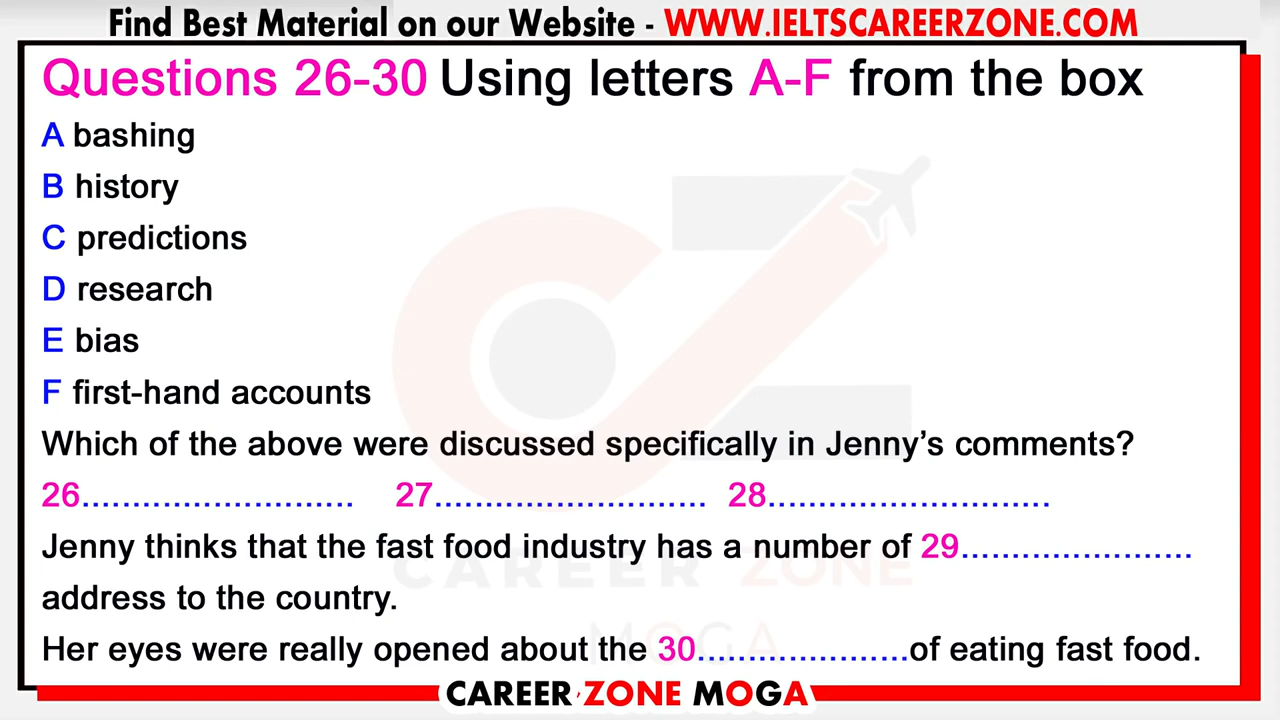 Find Best Material on our Website - WWW.IELTSCAREERZONE.COM
Questions 26-30 Using letters A-F from the box
A bashing
B history
C predictions
D research
E bias
F first-hand accounts
Which of the above were discussed specifically in Jenny's comments?
26........................... 27........................... 28............................
Jenny thinks that the fast food industry has a number of 29.......................
address to the country.
Her eyes were really opened about the 30.....................of eating fast food.
CAREER ZONE
MOGA
CAREER ZONE MOGA